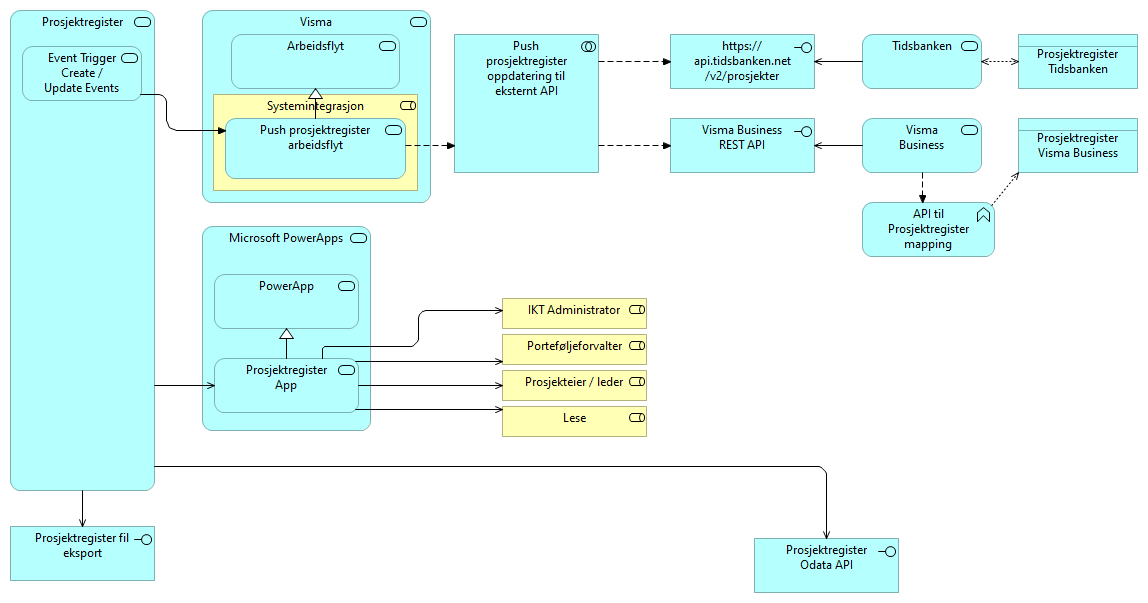 Prosjektregister
Event Trigger
Create /
Update Events
Visma
Arbeidsflyt
Systemintegrasjon
Push prosjektregister
arbeidsflyt
Push
prosjektregister
oppdatering til
eksternt API
https://
api.tidsbanken.net
/v2/prosjekter
Tidsbanken
Prosjektregister
Tidsbanken
Visma Business
REST API
Visma
Business
Prosjektregister
Visma Business
API til
Prosjektregister
mapping
Microsoft PowerApps
PowerApp
Prosjektregister
App
IKT Administrator
Porteføljeforvalter
Prosjekteier / leder
Lese
Prosjektregister fil
eksport
Prosjektregister
Odata API